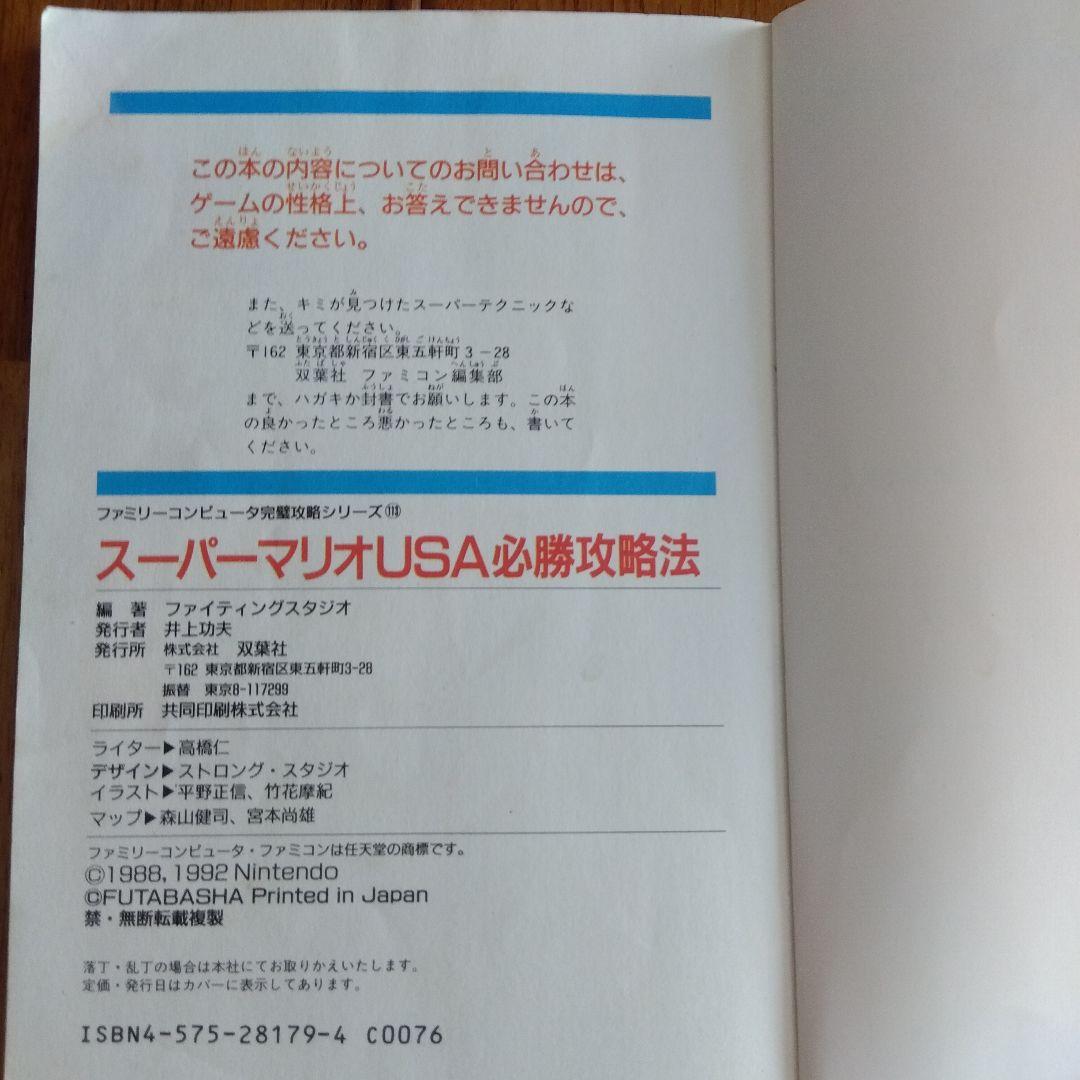 この本の内容についてのお問い合わせは、
ゲームの性格上、お答えできませんので、
ご遠慮ください。
また、キミが見つけたスーパーテクニックな
どを送ってください。
〒162 東京都新宿区東五軒町3-28
双葉社 ファミコン編集部
まで、ハガキか封書でお願いします。この本
の良かったところ悪かったところも、書いて
ください。
ファミリーコンピュータ完璧攻略シリーズ113
スーパーマリオUSA必勝攻略法
編 著 ファイティングスタジオ
発行者 井上功夫
発行所 株式会社 双葉社
〒162 東京都新宿区東五軒町3-28
振替 東京8-117299
印刷所 共同印刷株式会社
ライター▶高橋仁
デザイン▶ストロング・スタジオ
イラスト▶平野正信、竹花摩紀
マップ▶森山健司、宮本尚雄
ファミリーコンピュータ・ファミコンは任天堂の商標です。
©1988, 1992 Nintendo
©FUTABASHA Printed in Japan
禁・無断転載複製
落丁・乱丁の場合は本社にてお取りかえいたします。
定価・発行日はカバーに表示してあります。
ISBN4-575-28179-4 C0076